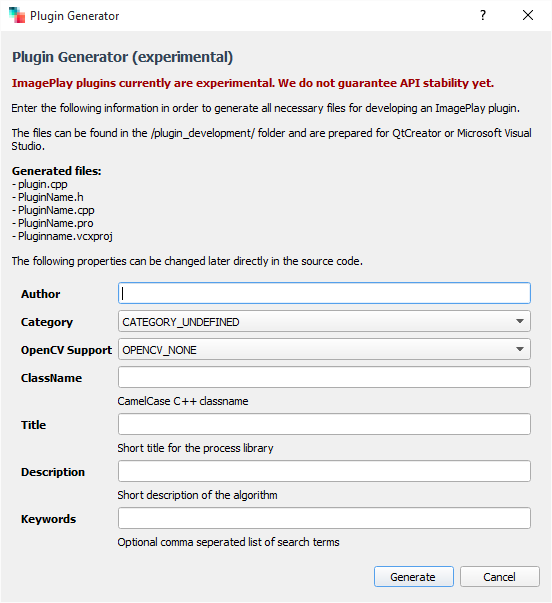 Plugin Generator
?
Plugin Generator (experimental)
ImagePlay plugins currently are experimental. We do not guarantee API stability yet.
Enter the following information in order to generate all necessary files for developing an ImagePlay plugin.
The files can be found in the /plugin_development/ folder and are prepared for QtCreator or Microsoft Visual
Studio.
Generated files:
- plugin.cpp
- PluginName.h
- PluginName.cpp
- PluginName.pro
- Pluginname.vcxproj
The following properties can be changed later directly in the source code.
Author
Category CATEGORY_UNDEFINED
OpenCV Support OPENCV_NONE
ClassName
CamelCase C++ classname
Title
Short title for the process library
Description
Short description of the algorithm
Keywords
Optional comma seperated list of search terms
Generate Cancel